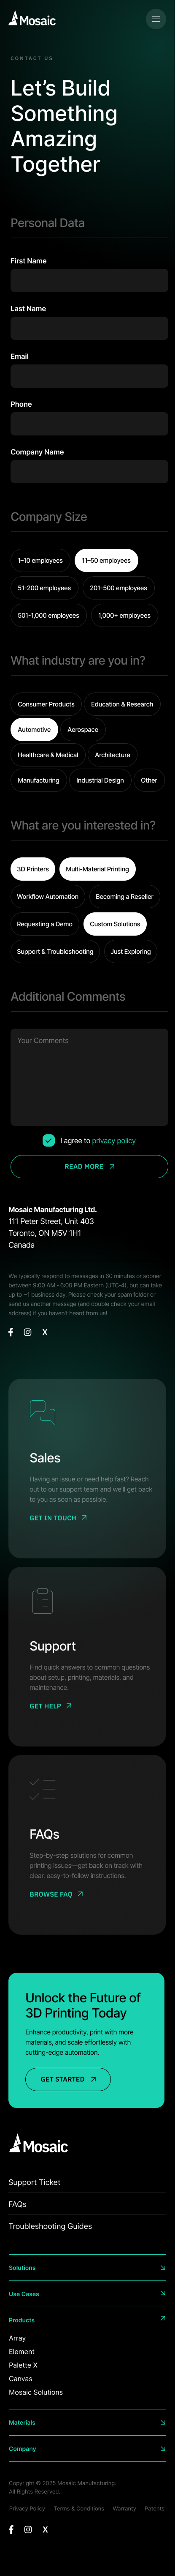 Mosaic
CONTACT US
Let's Build
Something
Amazing
Together
Personal Data
First Name
Last Name
Email
Phone
Company Name
Company Size
1–10 employees
11–50 employees
51-200 employees
201-500 employees
501-1,000 employees
1,000+ employees
What industry are you in?
Consumer Products
Education & Research
Automotive
Aerospace
Healthcare & Medical
Architecture
Manufacturing
Industrial Design
Other
What are you interested in?
3D Printers
Multi-Material Printing
Workflow Automation
Becoming a Reseller
Requesting a Demo
Custom Solutions
Support & Troubleshooting
Just Exploring
Additional Comments
Your Comments
I agree to privacy policy
READ MORE
Mosaic Manufacturing Ltd.
111 Peter Street, Unit 403
Toronto, ON M5V 1H1
Canada
We typically respond to messages in 60 minutes or sooner
between 9:00 AM - 6:00 PM Eastern (UTC-4), but can take
up to ~1 business day. Please check your spam folder or
send us another message (and double check your email
address) if you haven't heard from us!
Sales
Having an issue or need help fast? Reach
out to our support team and we'll get back
to you as soon as possible.
GET IN TOUCH
Support
Find quick answers to common questions
about setup, printing, materials, and
maintenance.
GET HELP
FAQs
Step-by-step solutions for common
printing issues—get back on track with
clear, easy-to-follow instructions.
BROWSE FAQ
Unlock the Future of
3D Printing Today
Enhance productivity, print with more
materials, and scale effortlessly with
cutting-edge automation.
GET STARTED
Mosaic
Support Ticket
FAQs
Troubleshooting Guides
Solutions
Use Cases
Products
Array
Element
Palette X
Canvas
Mosaic Solutions
Materials
Company
Copyright © 2025 Mosaic Manufacturing.
All Rights Reserved.
Privacy Policy
Terms & Conditions
Warranty
Patents